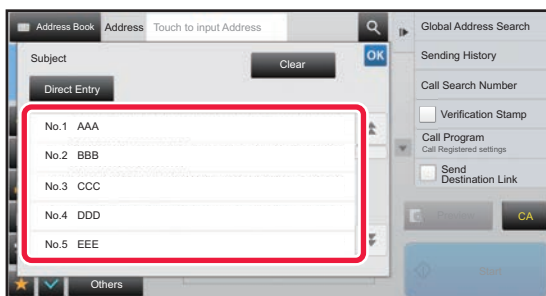 Address Book Address Touch to input Address
Global Address Search
Subject
Clear
OK
Sending History
Direct Entry
Call Search Number
No.1 AAA
Verification Stamp
No.2 BBB
Call Program
Call Registered settings
No.3 CCC
Send
Destination Link
No.4 DDD
CA
No.5 EEE
Start
Others